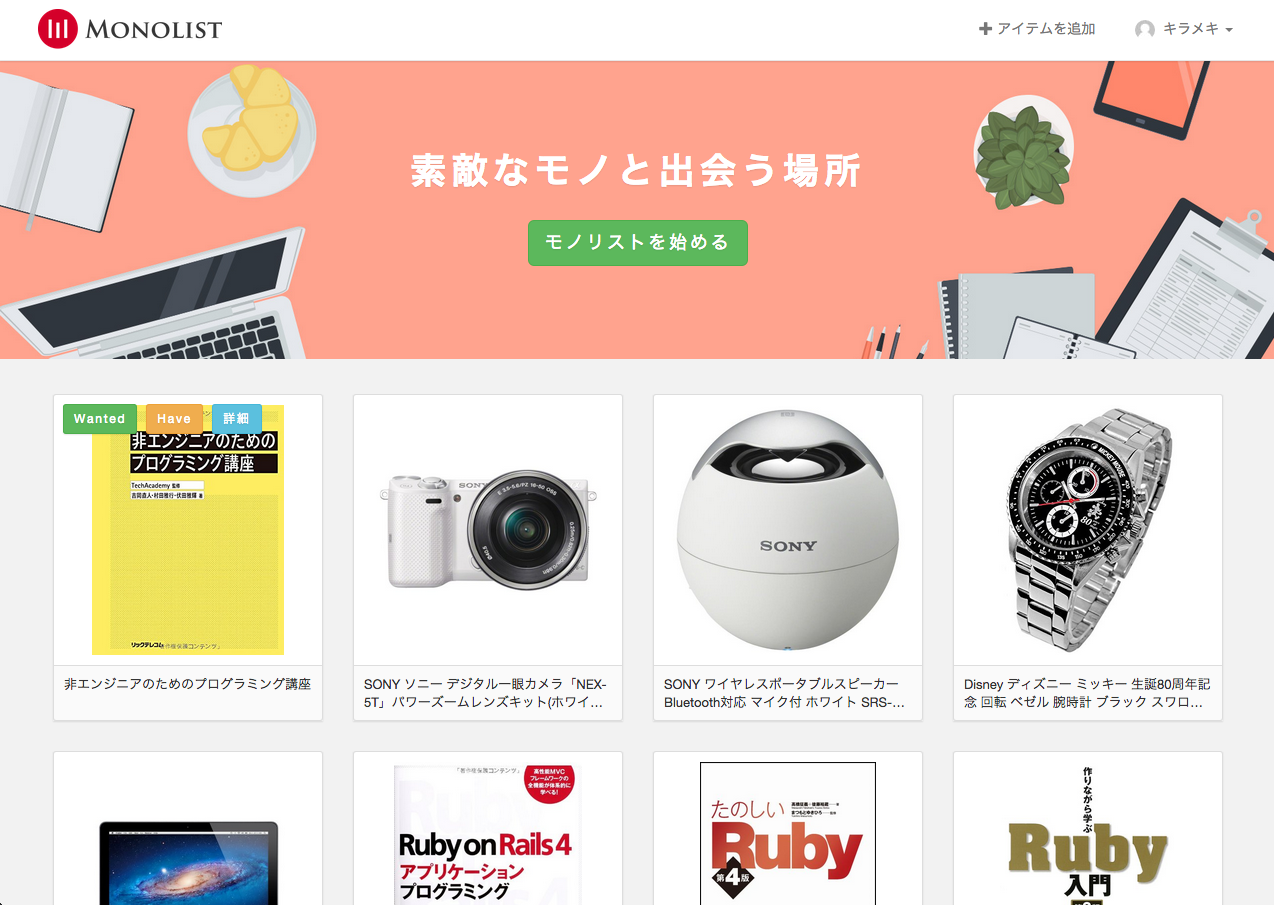 MONOLIST
アイテムを追加
キラメキ
素敵なモノと出会う場所
モノリストを始める
Wanted
Have
詳細
非エンジニアのための
プログラミング講座
TechAcademy 監修
リックテレコム
非エンジニアのためのプログラミング講座
SONY
SONY ソニー デジタル一眼カメラ「NEX-
5T」パワーズームレンズキット(ホワイ...
SONY
SONY ワイヤレスポータブルスピーカー
Bluetooth対応 マイク付 ホワイト SRS-...
MICKEY MOUSE
80
Disney ディズニー ミッキー 生誕80周年記
念 回転 ベゼル 腕時計 ブラック スワロ...
「著作権保護コンテンツ」
高性能MVC
フレームワークの
全機能が体系的に
学べる!
Ruby on Rails 4
アプリケーション
プログラミング
たのしい
Ruby
第4版
作りながら学ぶ
Ruby
入門